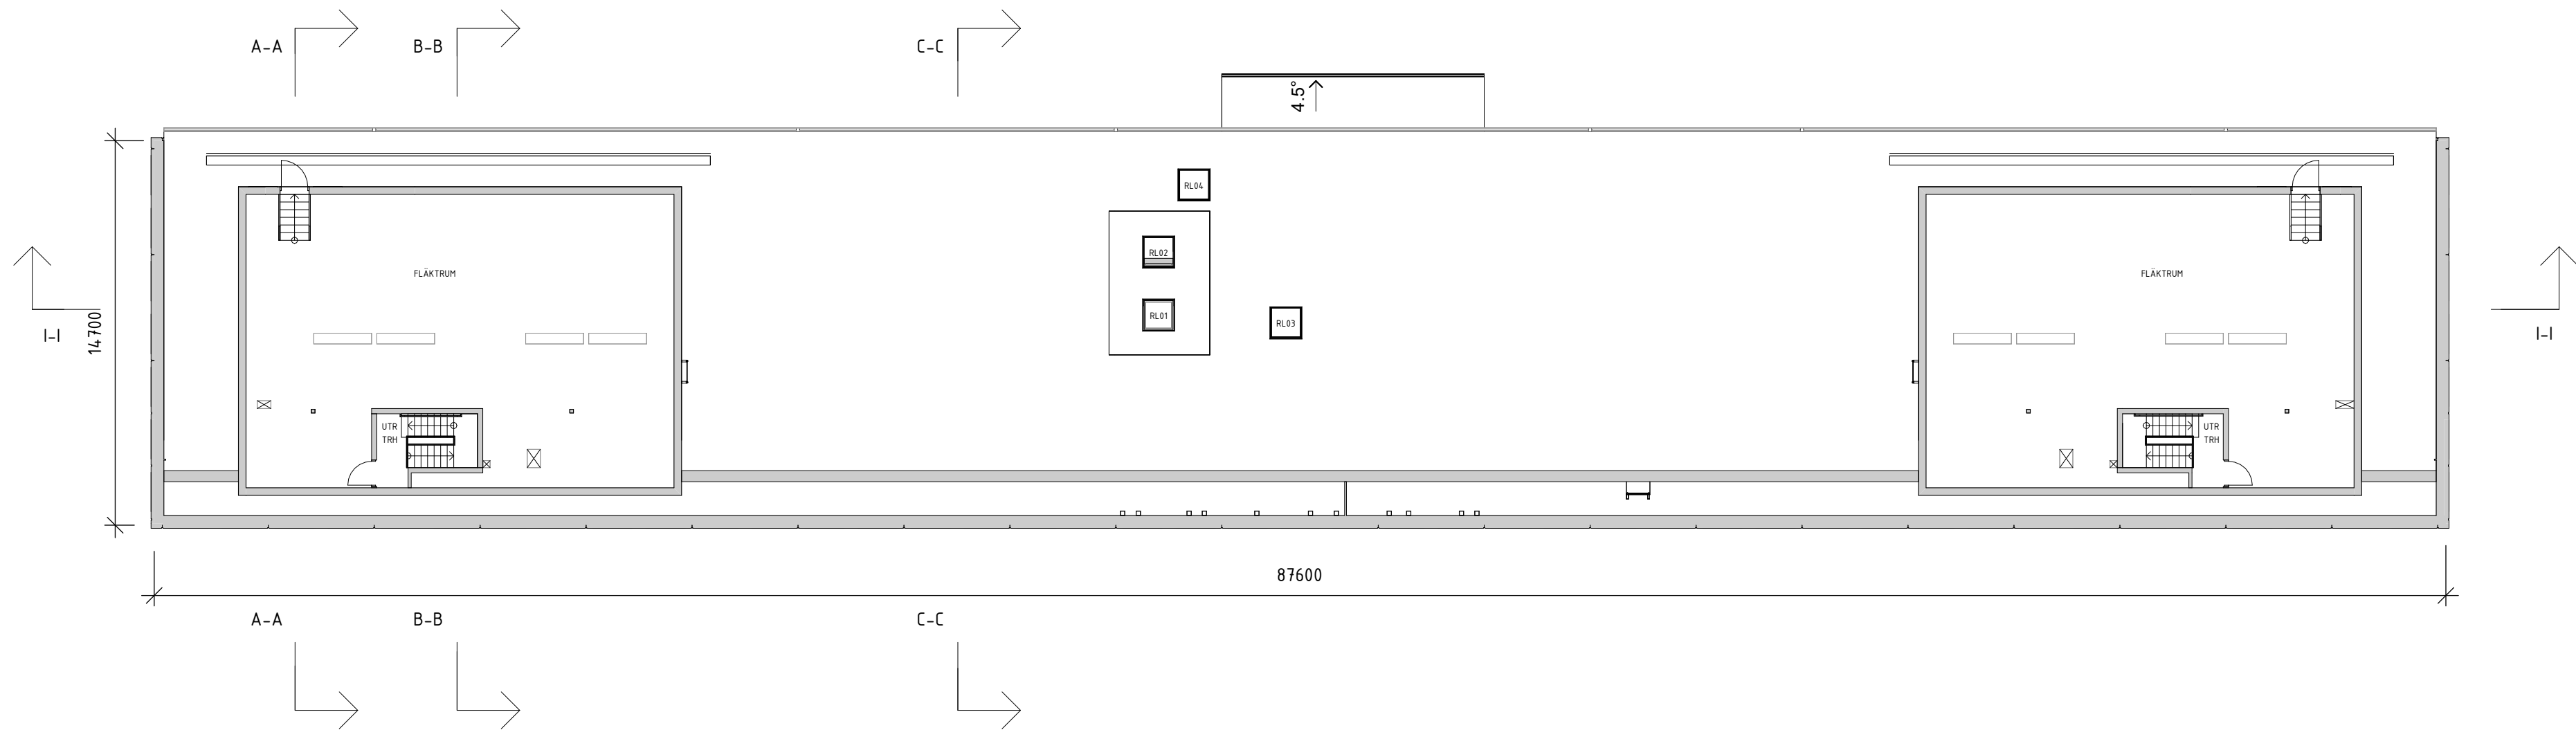 A-A
B-B
C-C
4.5°
RL04
RL02
RL01
RL03
FLÄKTRUM
FLÄKTRUM
I-I
I-I
14700
UTR
TRH
UTR
TRH
87600
A-A
B-B
C-C